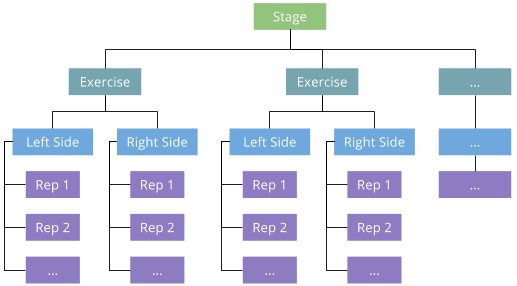 Stage
Exercise Exercise ...
Left Side Right Side Left Side Right Side ...
Rep 1 Rep 1 Rep 1 Rep 1 ...
Rep 2 Rep 2 Rep 2 Rep 2
... ... ... ...